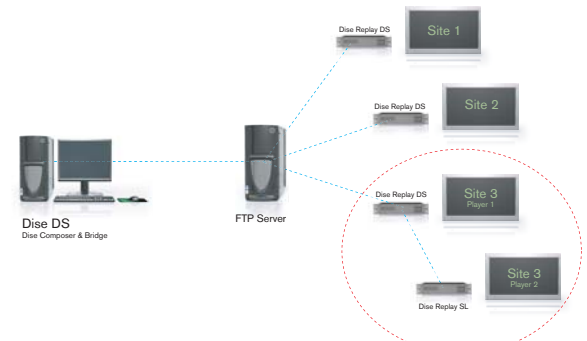 Dise Replay DS
Site 1
Dise Replay DS
Site 2
Dise DS
Dise Composer & Bridge
FTP Server
Dise Replay DS
Site 3
Player 1
Site 3
Player 2
Dise Replay SL